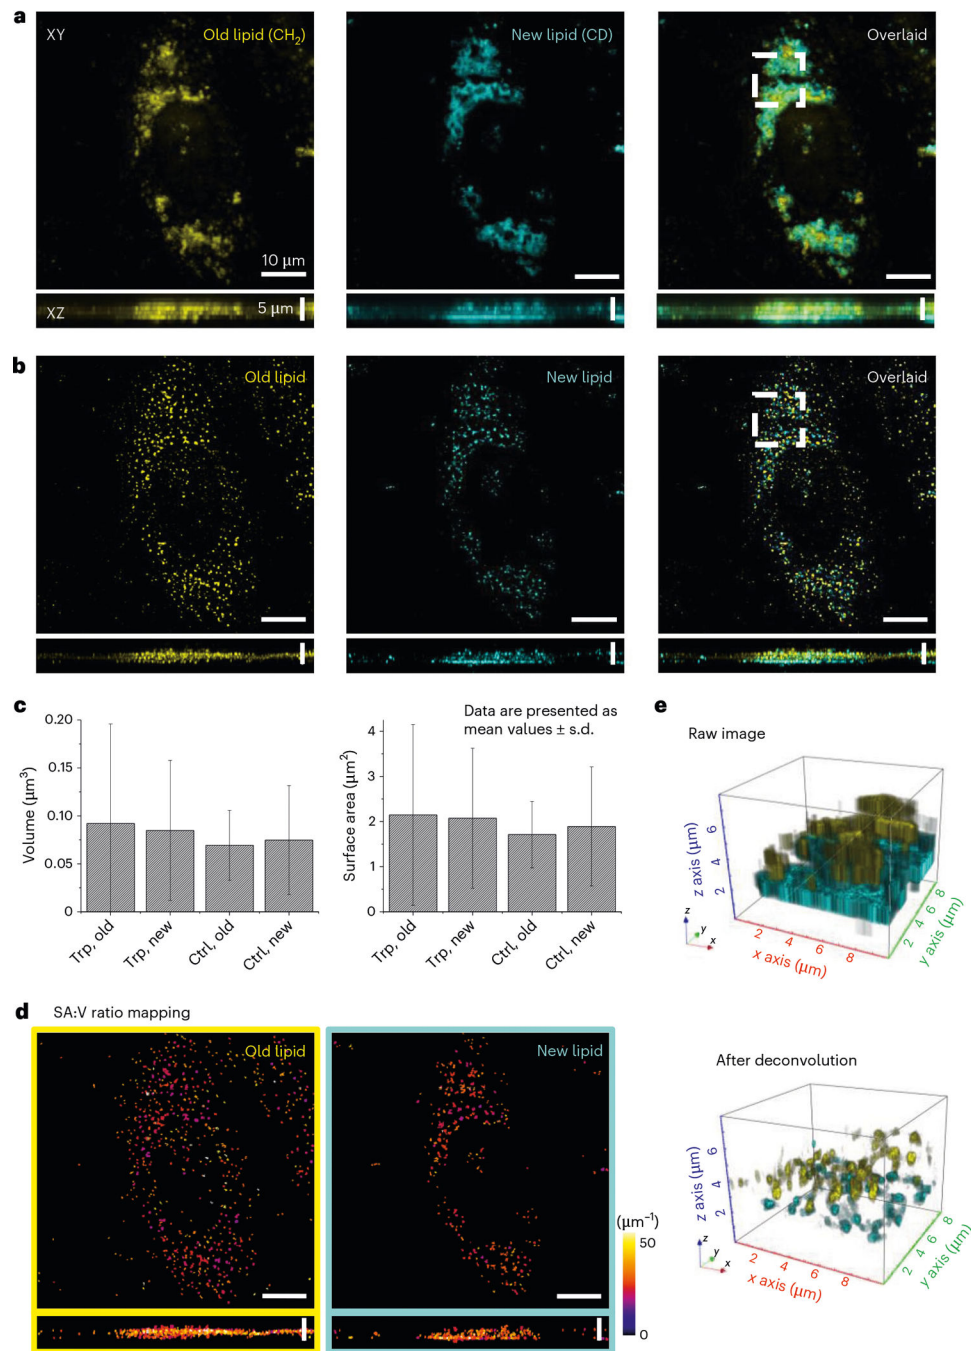 a
XY
Old lipid (CH2)
10 μm
XZ
5 μm
New lipid (CD)
Overlaid
b
Old lipid
New lipid
Overlaid
c
Volume (μm³)
0.20
0.15
0.10
0.05
0
Trp, old
Trp, new
Ctrl, old
Ctrl, new
Data are presented as
mean values ± s.d.
Surface area (μm²)
4
3
2
1
0
Trp, old
Trp, new
Ctrl, old
Ctrl, new
d
SA:V ratio mapping
Old lipid
New lipid
(μm⁻¹)
50
0
e
Raw image
z axis (μm)
6
4
2
z
y
x
2
4
6
8
x axis (μm)
2
4
6
8
y axis (μm)
After deconvolution
z axis (μm)
6
4
2
z
y
x
2
4
6
8
x axis (μm)
2
4
6
8
y axis (μm)